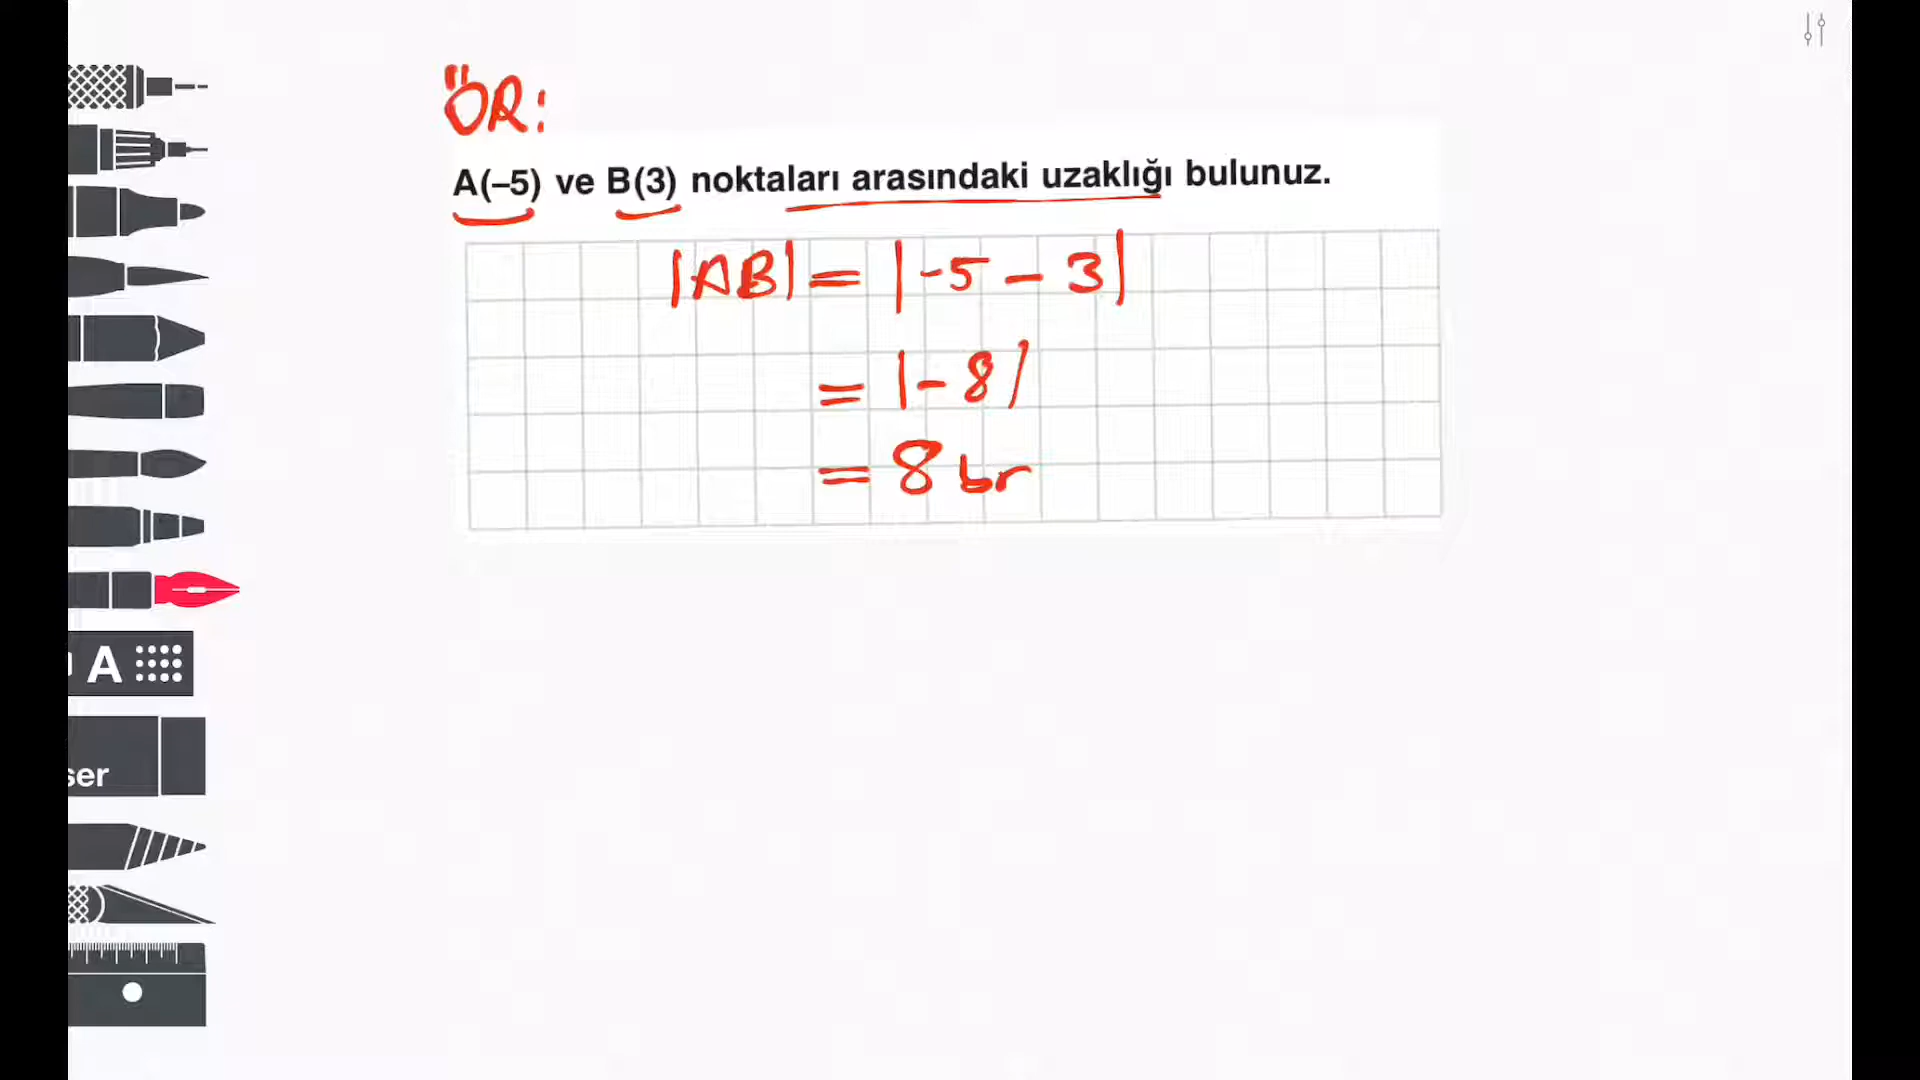 ÖR:
A(–5) ve B(3) noktaları arasındaki uzaklığı bulunuz.
|AB| = |-5 - 3|
= |-8|
= 8 br
A
ser